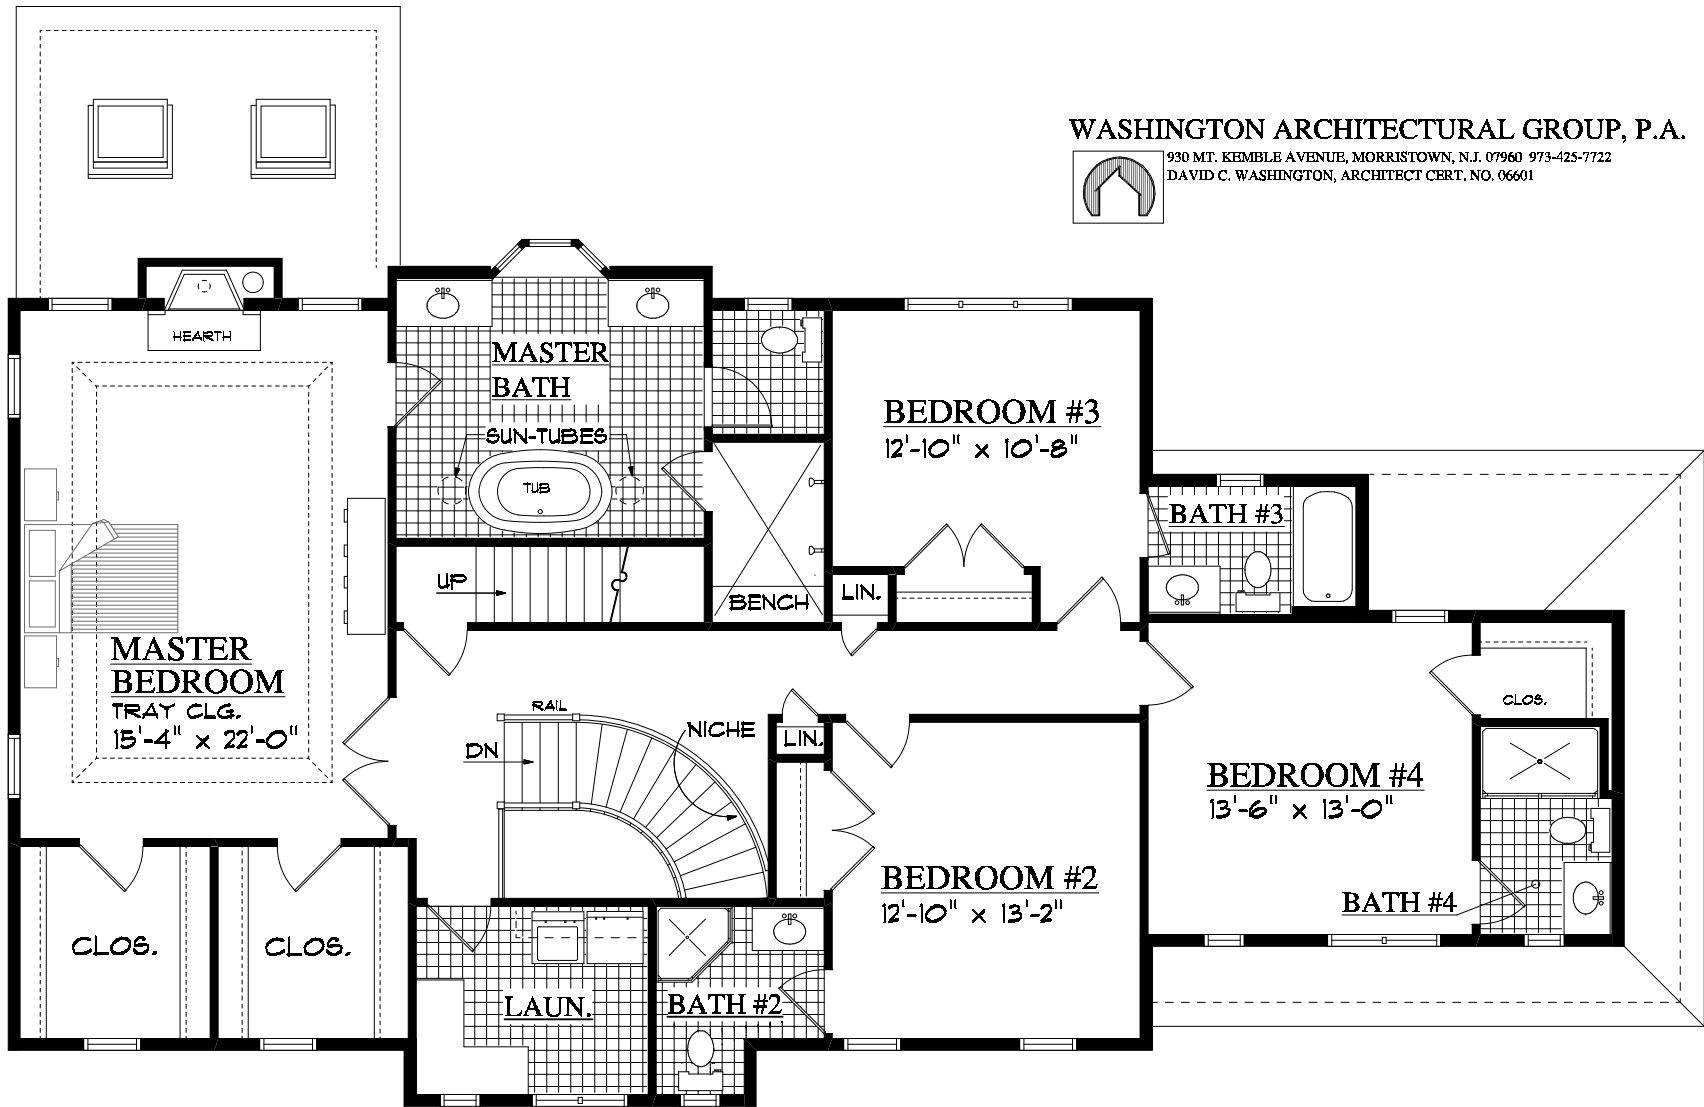 WASHINGTON ARCHITECTURAL GROUP, P.A.
930 MT. KEMBLE AVENUE, MORRISTOWN, N.J. 07960 973-425-7722
DAVID C. WASHINGTON, ARCHITECT CERT. NO. 06601
HEARTH
MASTER
BATH
SUN-TUBES
TUB
BEDROOM #3
12'-10" x 10'-8"
BATH #3
UP
BENCH
LIN.
MASTER
BEDROOM
TRAY CLG.
15'-4" x 22'-0"
RAIL
DN
NICHE
LIN.
CLOS.
BEDROOM #4
13'-6" x 13'-0"
BATH #4
BEDROOM #2
12'-10" x 13'-2"
CLOS.
CLOS.
LAUN.
BATH #2